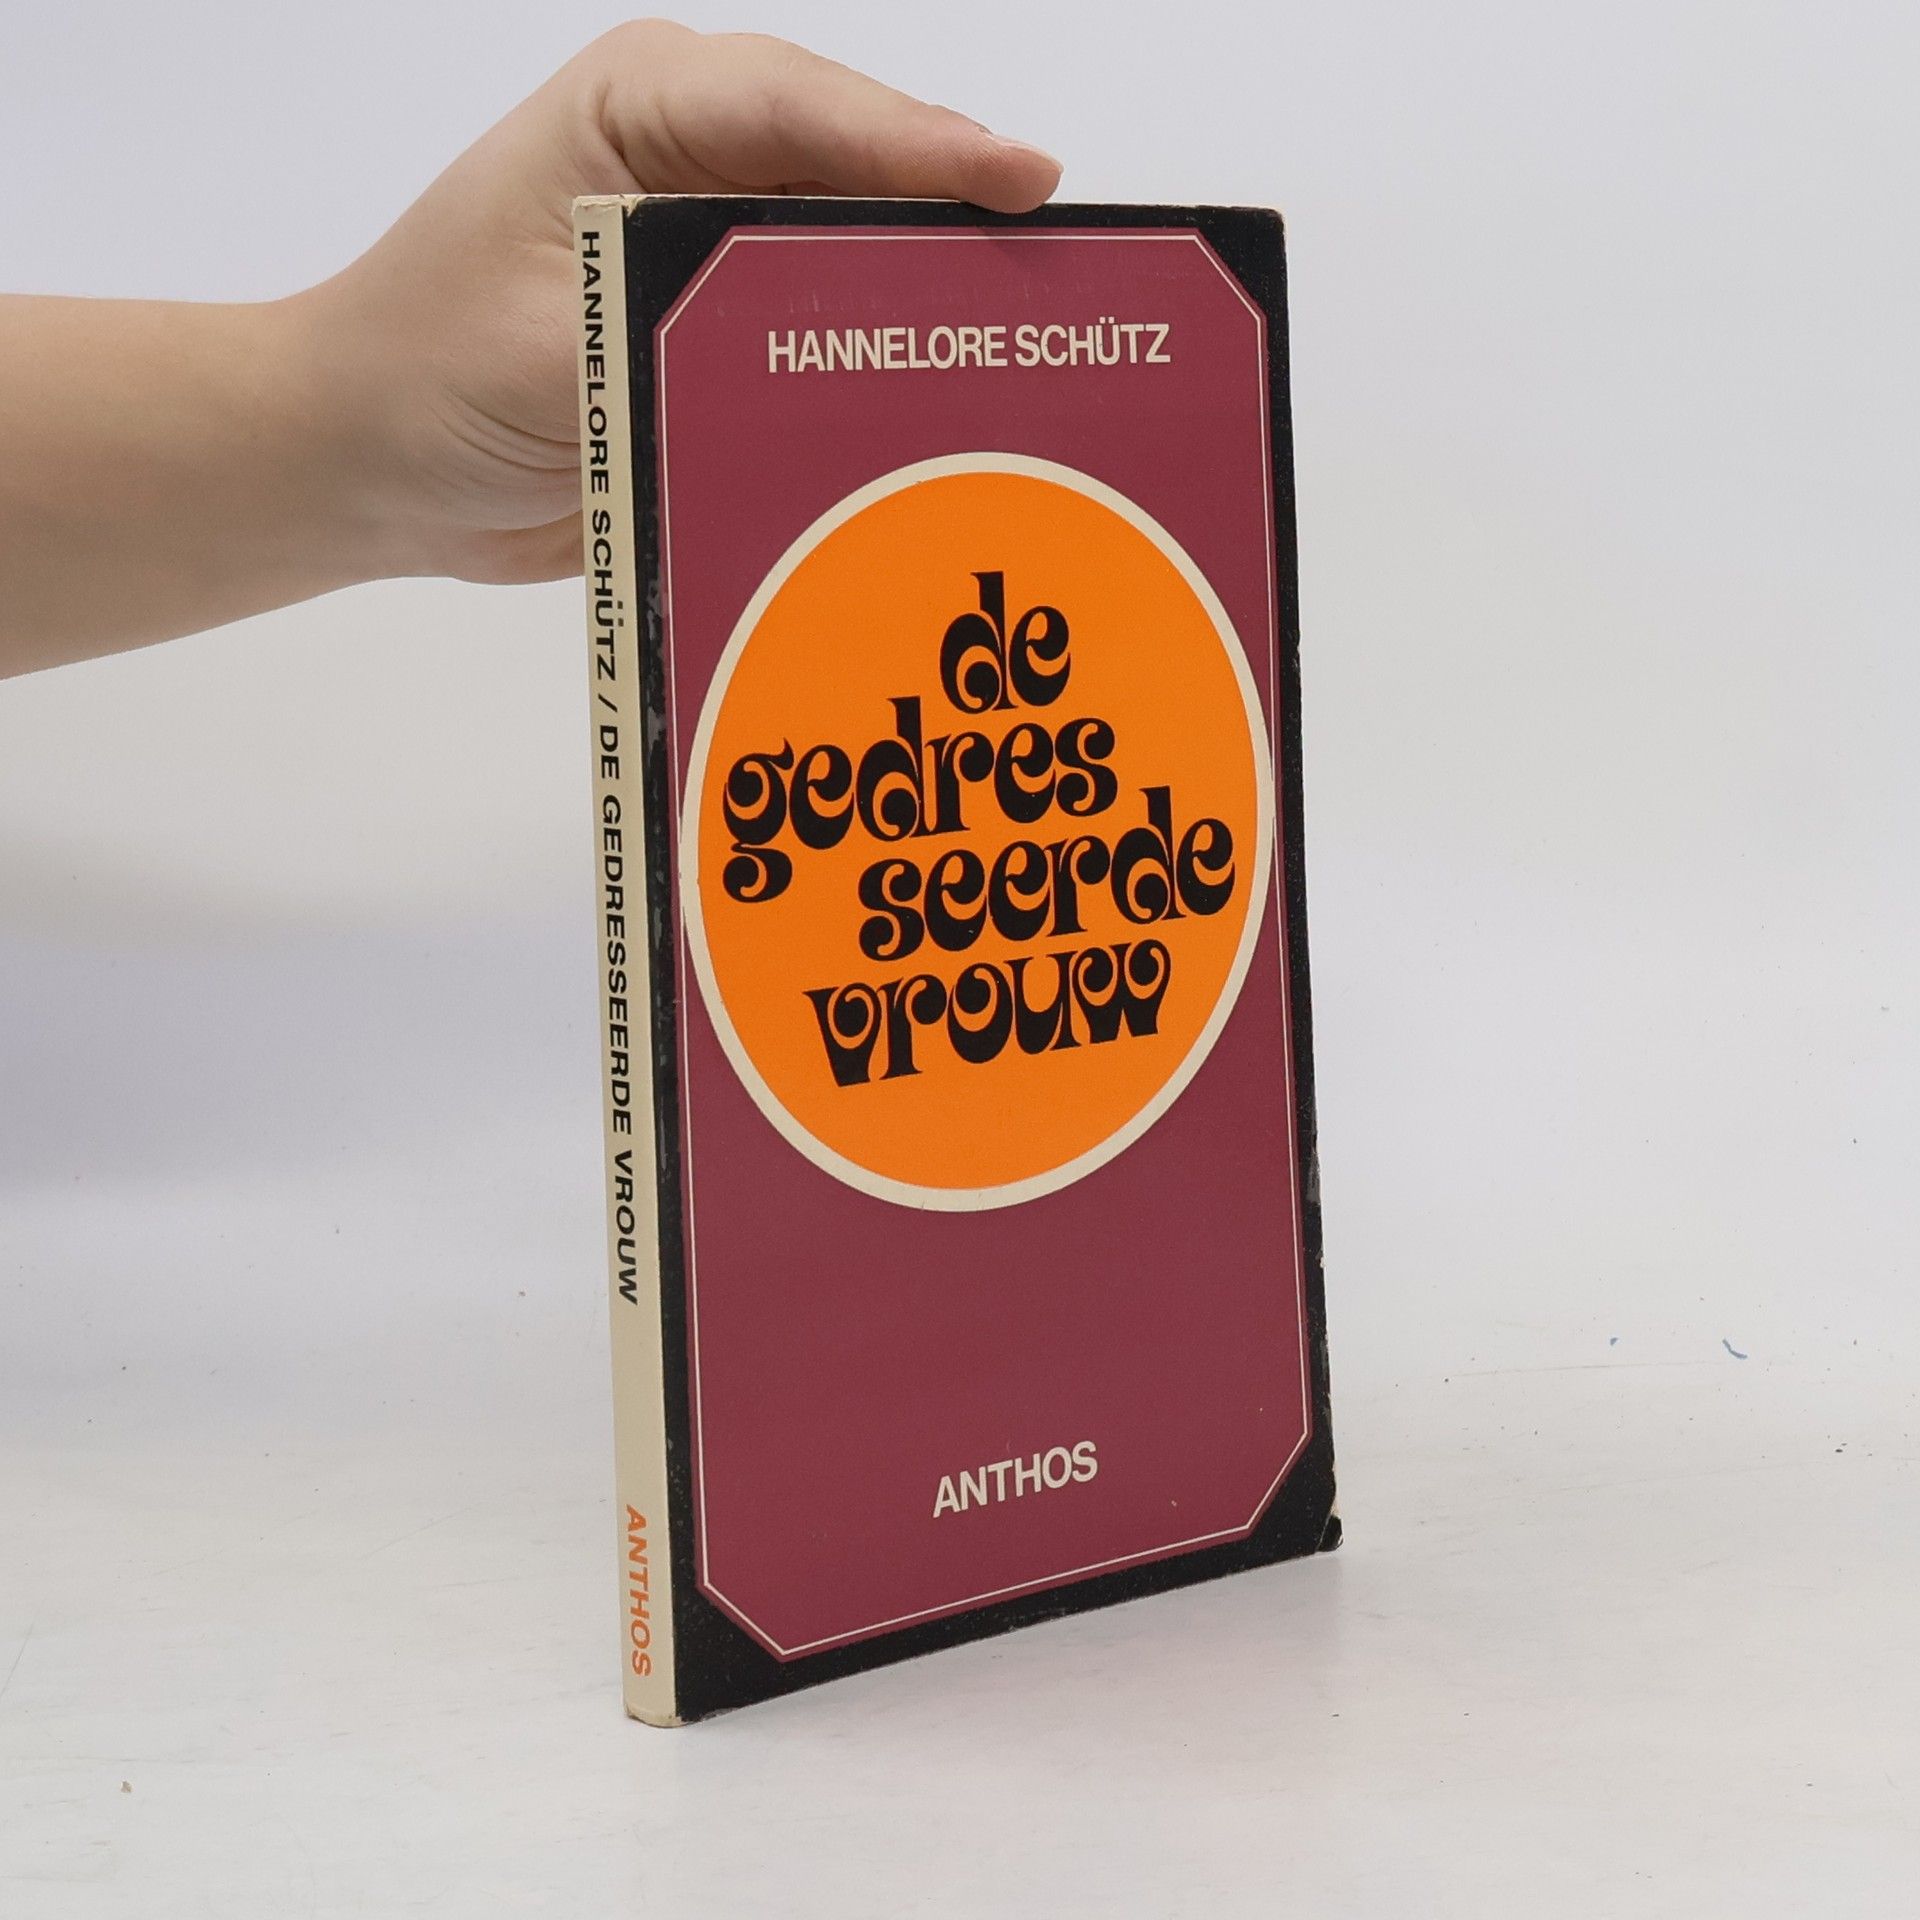 HANNELORE SCHÜTZ / DE GEDRESSEERDE VROUW
ANTHOS
HANNELORE SCHÜTZ
de
gedres
seerde
vrouw
ANTHOS